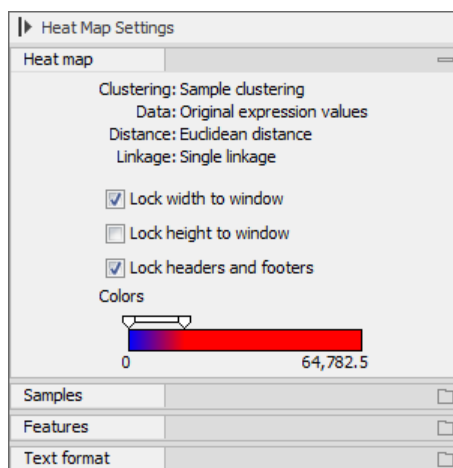 Heat Map Settings
Heat map
Clustering: Sample clustering
Data: Original expression values
Distance: Euclidean distance
Linkage: Single linkage
Lock width to window
Lock height to window
Lock headers and footers
Colors
0 64,782.5
Samples
Features
Text format